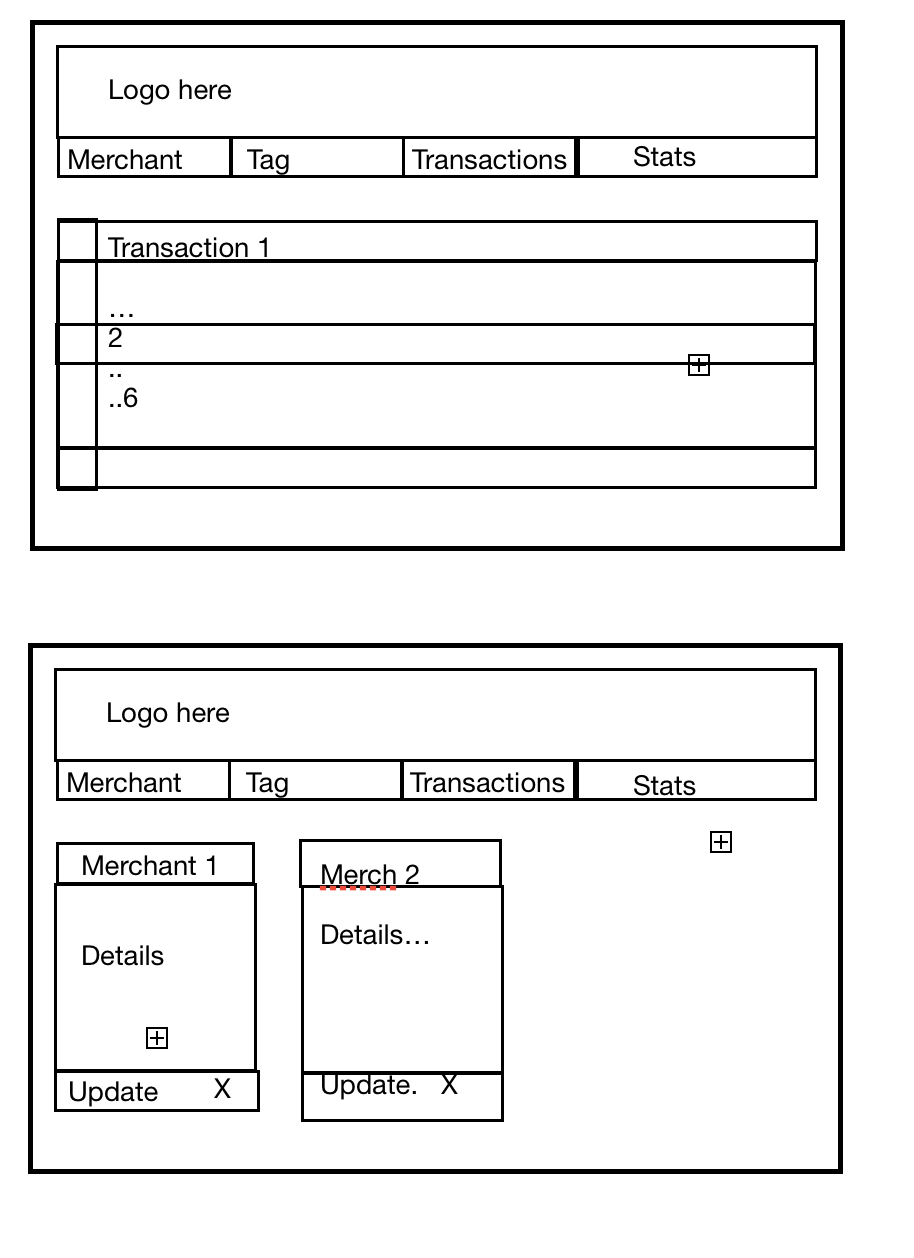 Logo here
Merchant Tag Transactions Stats
Transaction 1
…
2
..
..6
Logo here
Merchant Tag Transactions Stats
Merchant 1
Details
Update X
Merch 2
Details…
Update. X